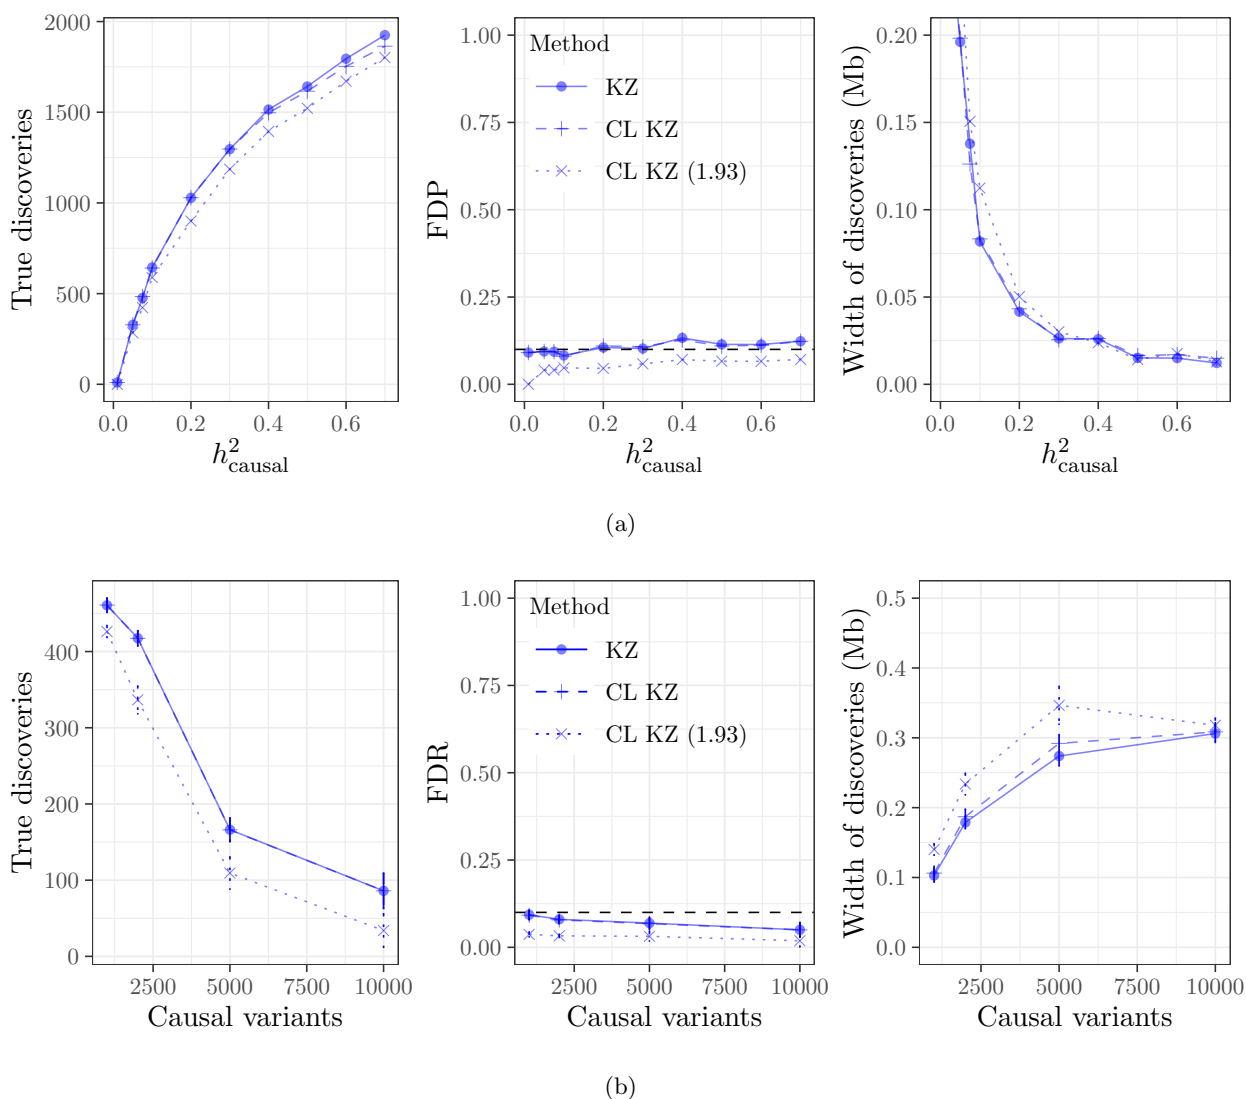 True discoveries
2000
1500
1000
500
0
0.0 0.2 0.4 0.6
h²causal
FDP
1.00
0.75
0.50
0.25
0.00
Method
KZ
CL KZ
CL KZ (1.93)
0.0 0.2 0.4 0.6
h²causal
Width of discoveries (Mb)
0.20
0.15
0.10
0.05
0.00
0.0 0.2 0.4 0.6
h²causal
(a)
True discoveries
400
300
200
100
0
2500 5000 7500 10000
Causal variants
FDR
1.00
0.75
0.50
0.25
0.00
Method
KZ
CL KZ
CL KZ (1.93)
2500 5000 7500 10000
Causal variants
Width of discoveries (Mb)
0.5
0.4
0.3
0.2
0.1
0.0
2500 5000 7500 10000
Causal variants
(b)